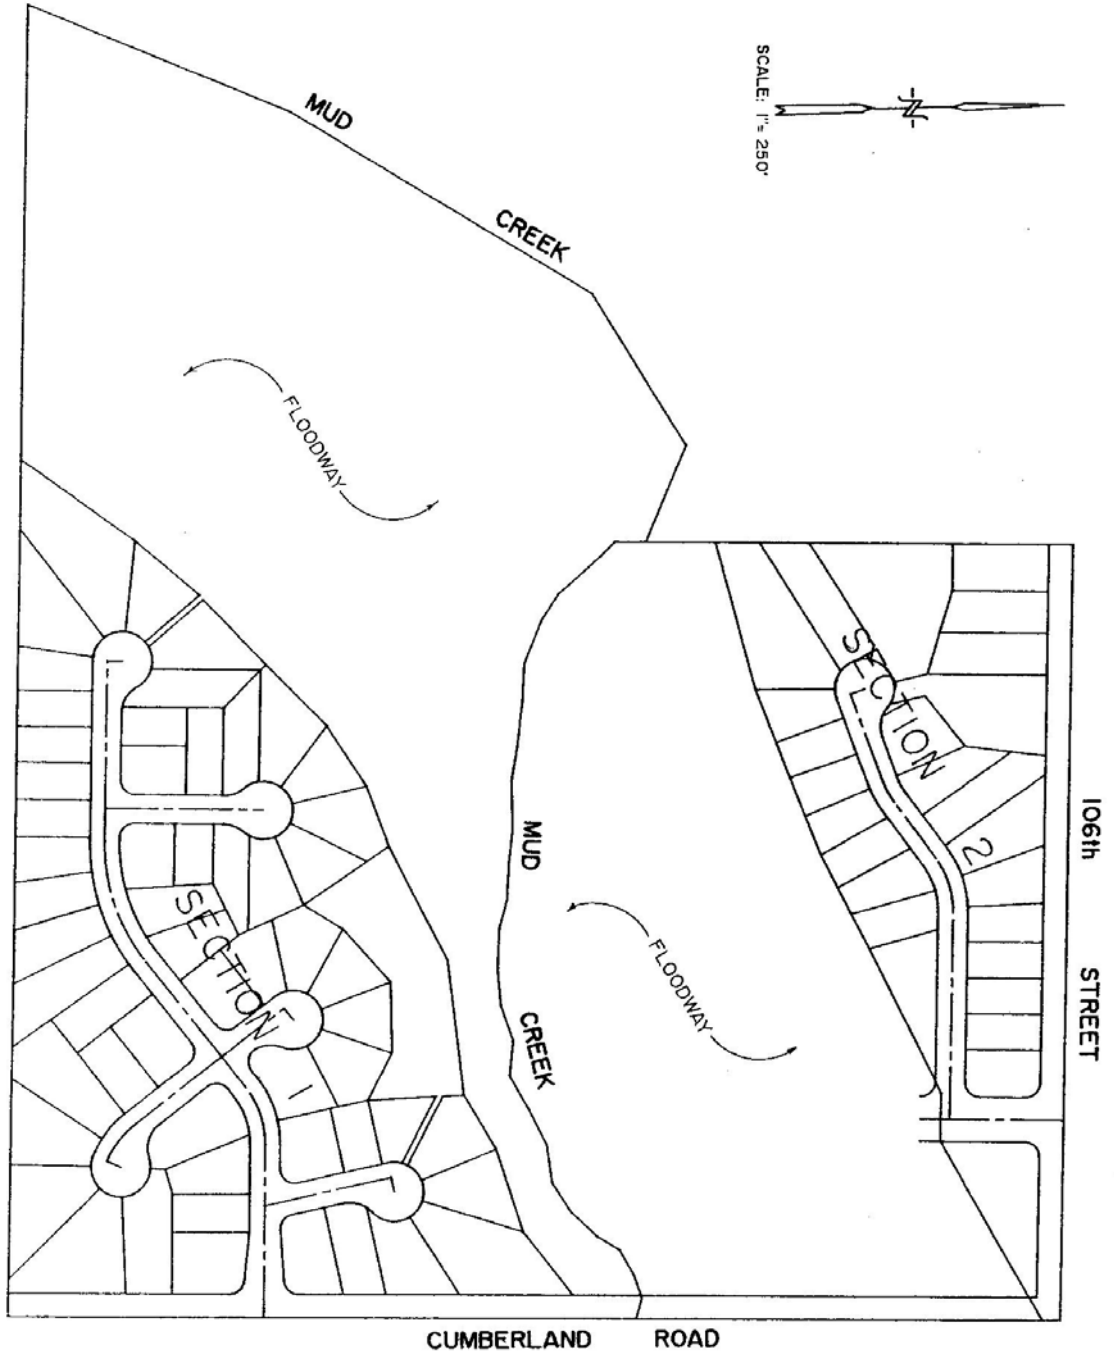 MUD
CREEK
N
SCALE: 1"= 250'
FLOODWAY
SECTION
2
106th
STREET
MUD
CREEK
FLOODWAY
SECTION
1
CUMBERLAND ROAD